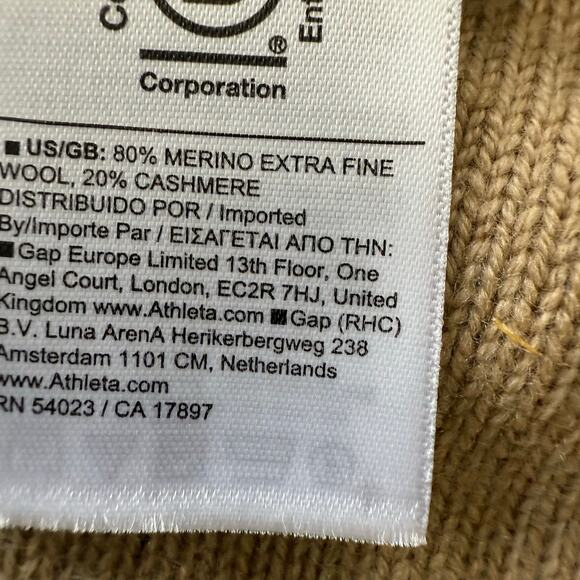 ®
Corporation
■ US/GB: 80% MERINO EXTRA FINE
WOOL, 20% CASHMERE
DISTRIBUIDO POR / Imported
By/Importe Par / ΕΙΣΑΓΕΤΑΙ ΑΠΟ ΤΗΝ:
■ Gap Europe Limited 13th Floor, One
Angel Court, London, EC2R 7HJ, United
Kingdom www.Athleta.com ■ Gap (RHC)
B.V. Luna ArenA Herikerbergweg 238
Amsterdam 1101 CM, Netherlands
www.Athleta.com
RN 54023 / CA 17897